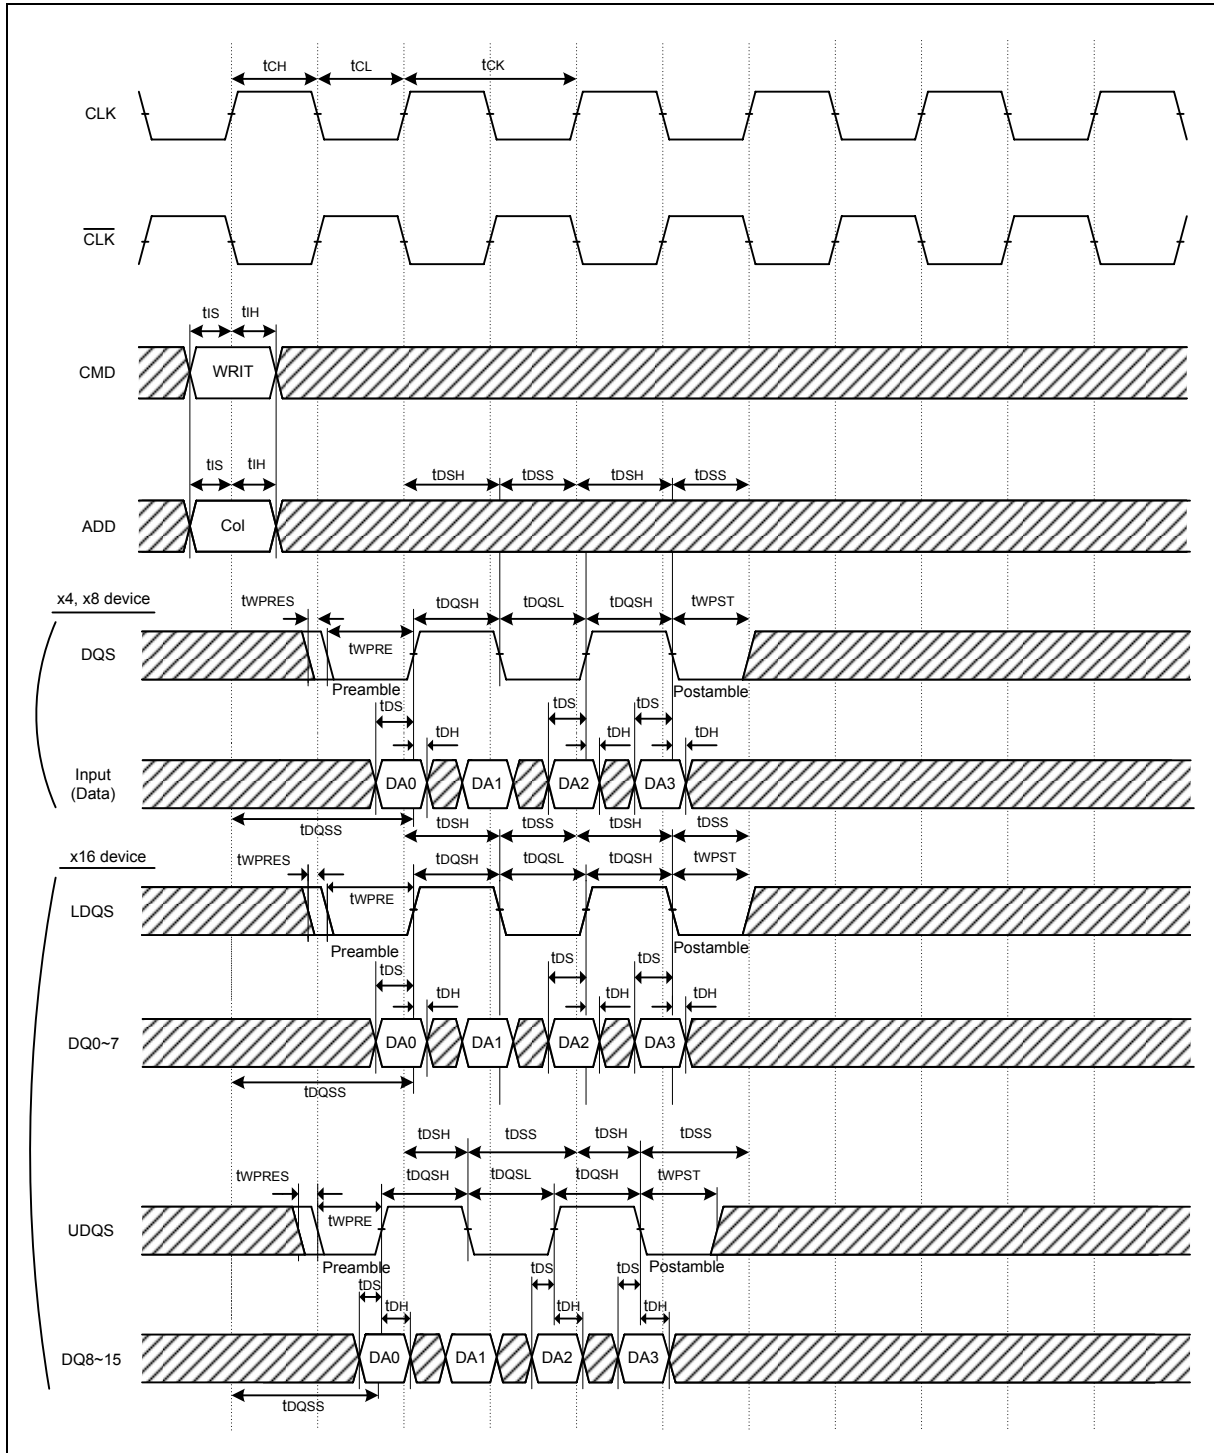 tCH tCL tCK
CLK
CLK
tIS tIH
CMD WRIT
tIS tIH tDSH tDSS tDSH tDSS
ADD Col
x4, x8 device
tWPRES tDQSH tDQSL tDQSH tWPST
DQS tWPRE
Preamble Postamble
tDS tDS tDS
tDH tDH tDH
Input
(Data) DA0 DA1 DA2 DA3
tDQSS tDSH tDSS tDSH tDSS
x16 device
tWPRES tDQSH tDQSL tDQSH tWPST
LDQS tWPRE
Preamble Postamble
tDS tDS tDS
tDH tDH tDH
DQ0~7 DA0 DA1 DA2 DA3
tDQSS
tDSH tDSS tDSH tDSS
tWPRES tDQSH tDQSL tDQSH tWPST
UDQS tWPRE
Preamble Postamble
tDS tDS tDS
tDH tDH tDH
DQ8~15 DA0 DA1 DA2 DA3
tDQSS